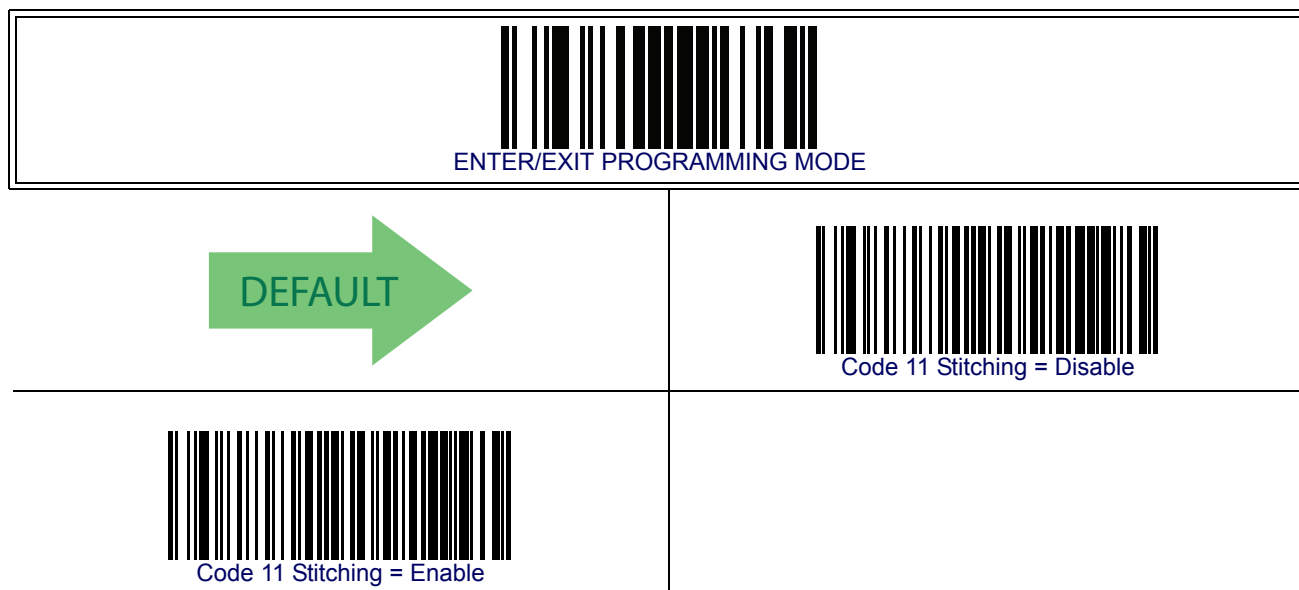 ENTER/EXIT PROGRAMMING MODE
DEFAULT
Code 11 Stitching = Disable
Code 11 Stitching = Enable